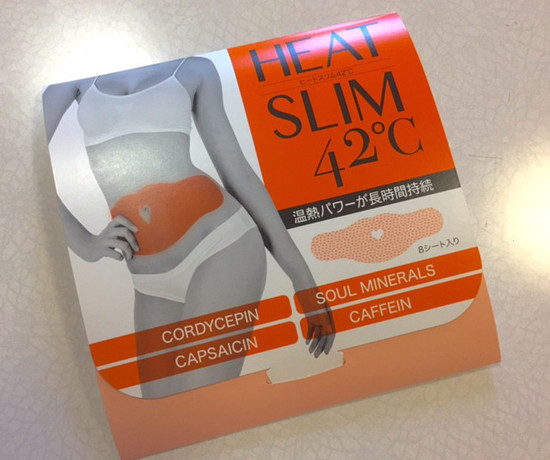 HEAT
ヒートスリム42℃
SLIM
42℃
温熱パワーが長時間持続
8シート入り
CORDYCEPIN
SOUL MINERALS
CAPSAICIN
CAFFEIN